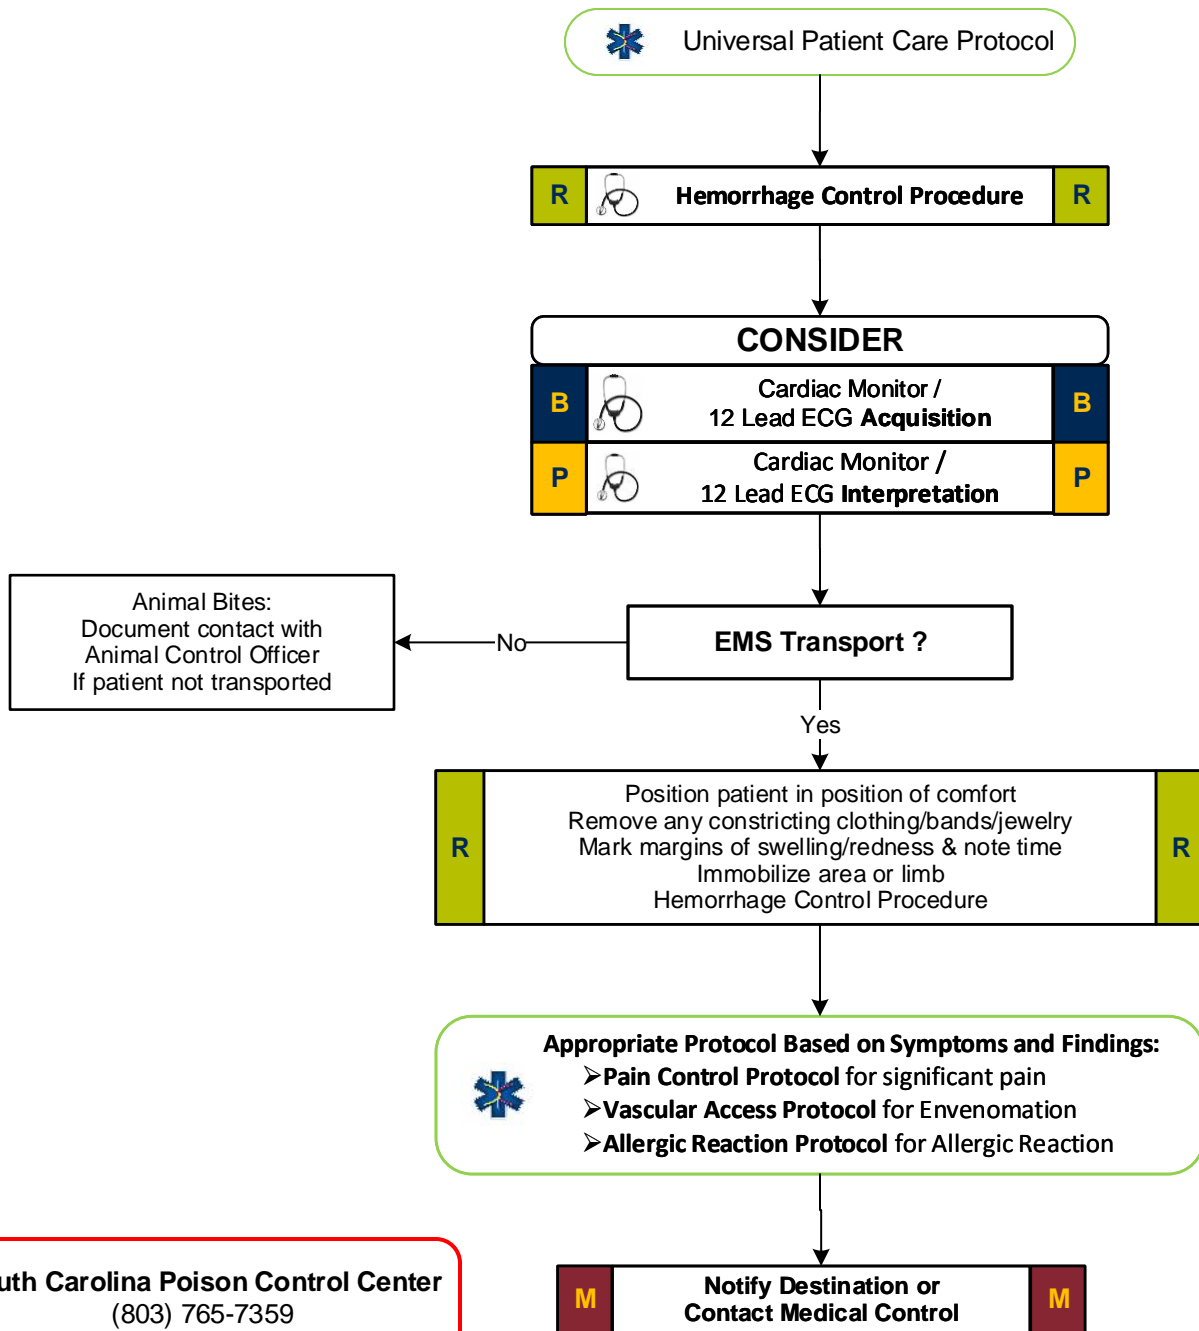 Universal Patient Care Protocol
R Hemorrhage Control Procedure R
CONSIDER
B Cardiac Monitor / B
12 Lead ECG Acquisition
P Cardiac Monitor / P
12 Lead ECG Interpretation
EMS Transport ?
No
Animal Bites:
Document contact with
Animal Control Officer
If patient not transported
Yes
Position patient in position of comfort
Remove any constricting clothing/bands/jewelry
R Mark margins of swelling/redness & note time R
Immobilize area or limb
Hemorrhage Control Procedure
Appropriate Protocol Based on Symptoms and Findings:
➢Pain Control Protocol for significant pain
➢Vascular Access Protocol for Envenomation
➢Allergic Reaction Protocol for Allergic Reaction
uth Carolina Poison Control Center
(803) 765-7359
M Notify Destination or M
Contact Medical Control